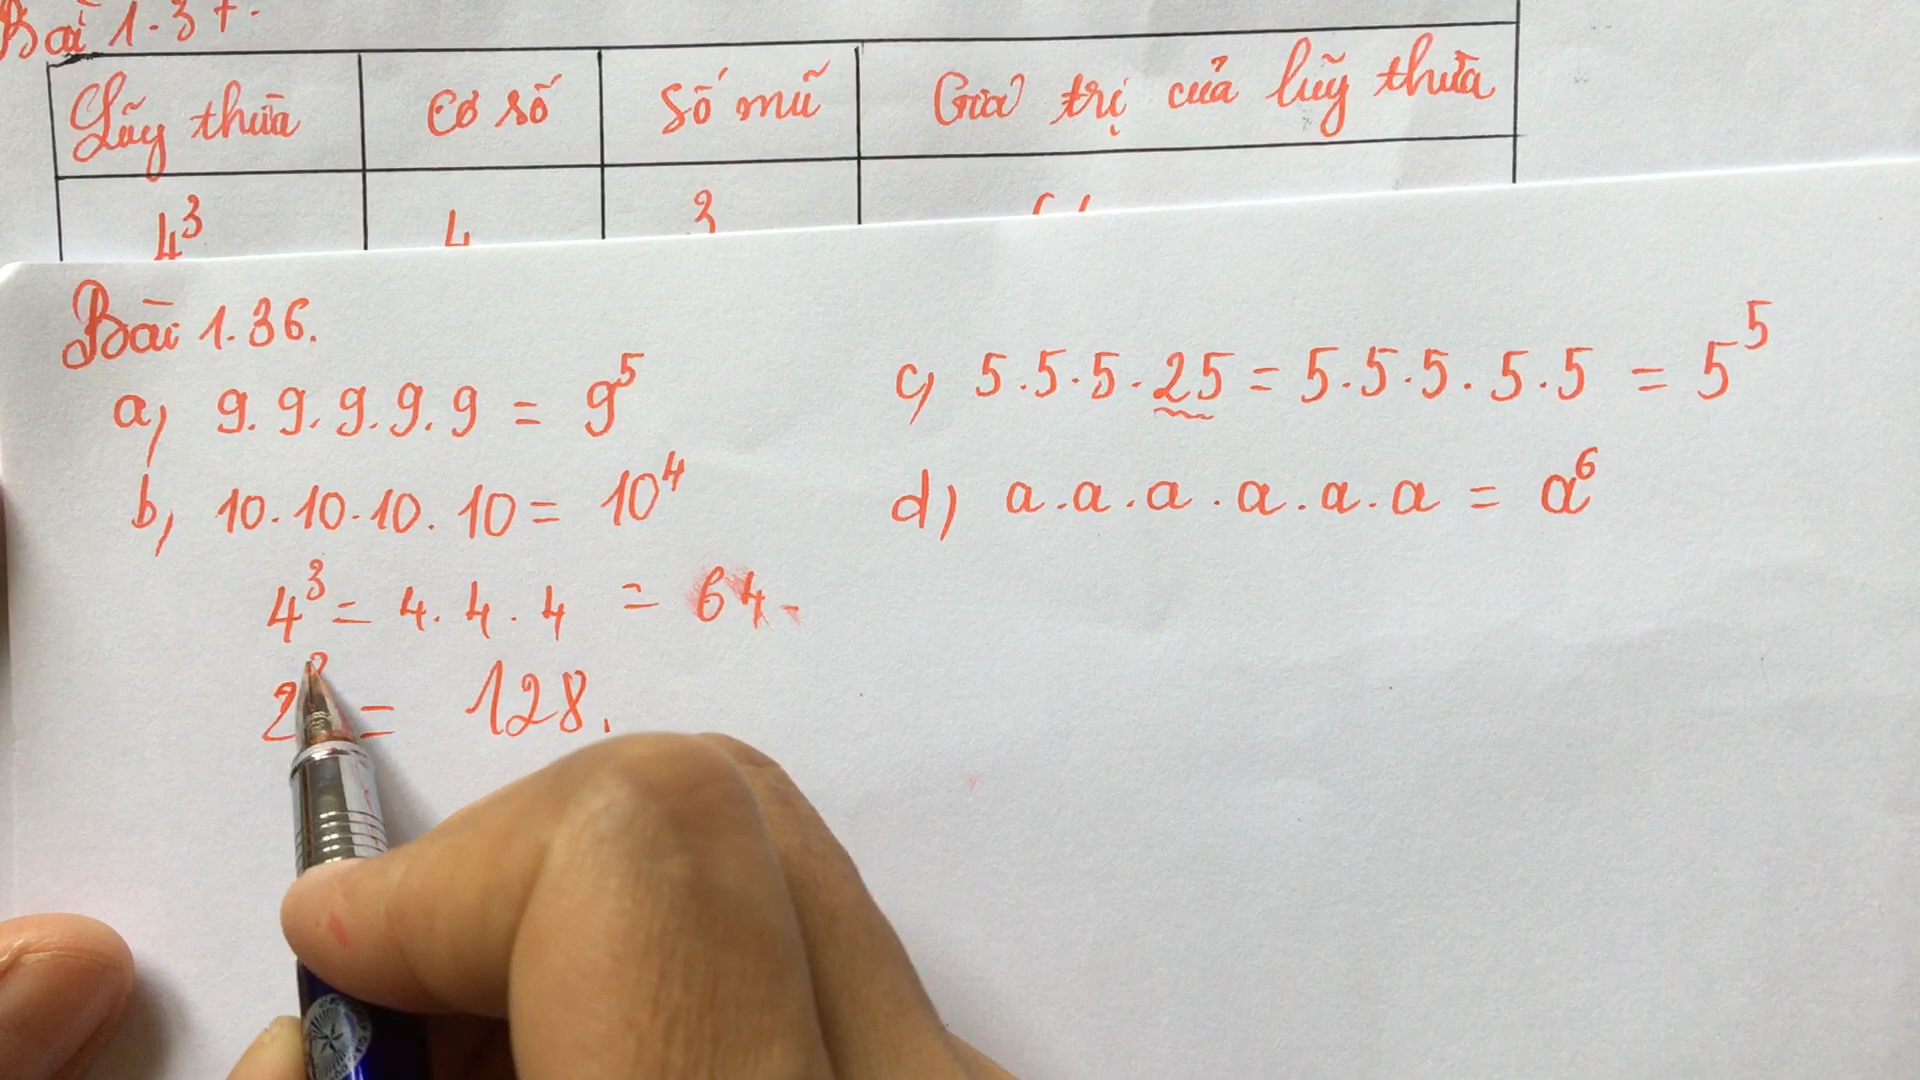 Bài 1.37.
Lũy thừa Cơ số Số mũ Giá trị của lũy thừa
4³ 4 3 64
Bài 1.36.
a) 9.9.9.9.9 = 9⁵
b) 10.10.10.10 = 10⁴
4³ = 4.4.4 = 64.
2 = 128.
c) 5.5.5.25 = 5.5.5.5.5 = 5⁵
d) a.a.a.a.a.a = a⁶